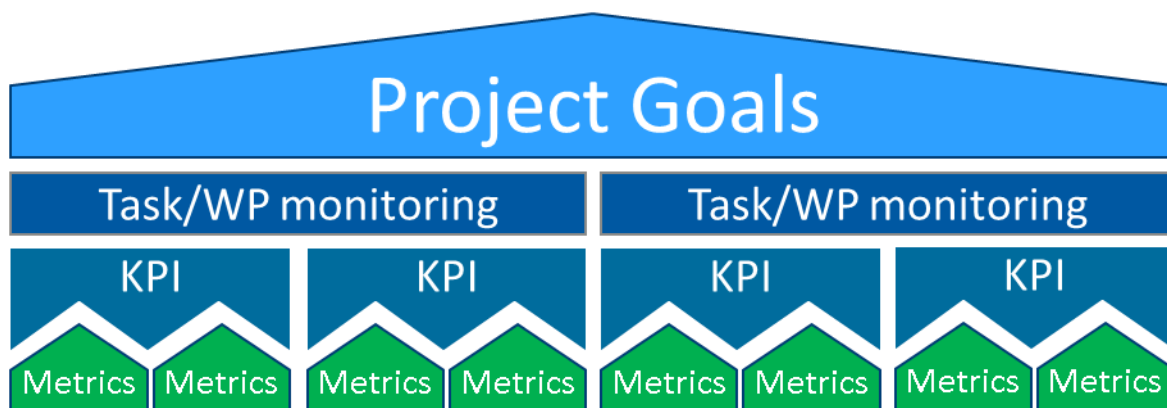 Project Goals
Task/WP monitoring Task/WP monitoring
KPI KPI KPI KPI
Metrics Metrics Metrics Metrics Metrics Metrics Metrics Metrics